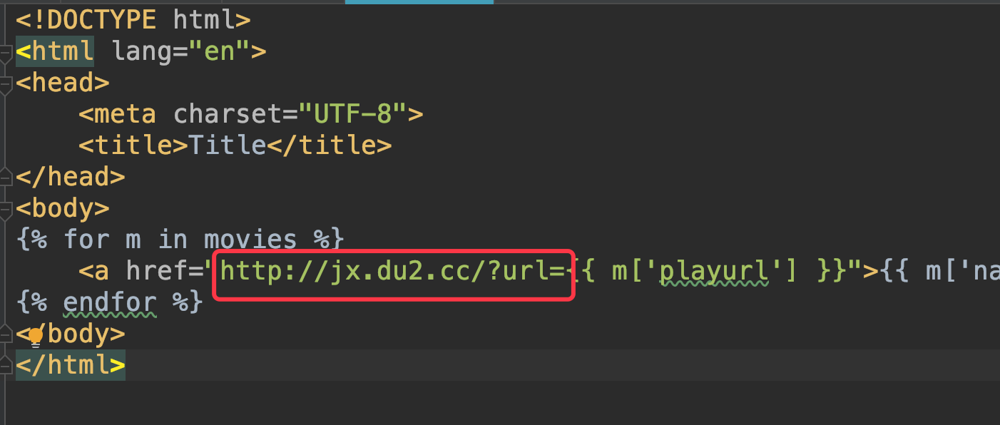 <!DOCTYPE html>
<html lang="en">
<head>
    <meta charset="UTF-8">
    <title>Title</title>
</head>
<body>
{% for m in movies %}
    <a href="http://jx.du2.cc/?url={{ m['playurl'] }}">{{ m['na
{% endfor %}
</body>
</html>